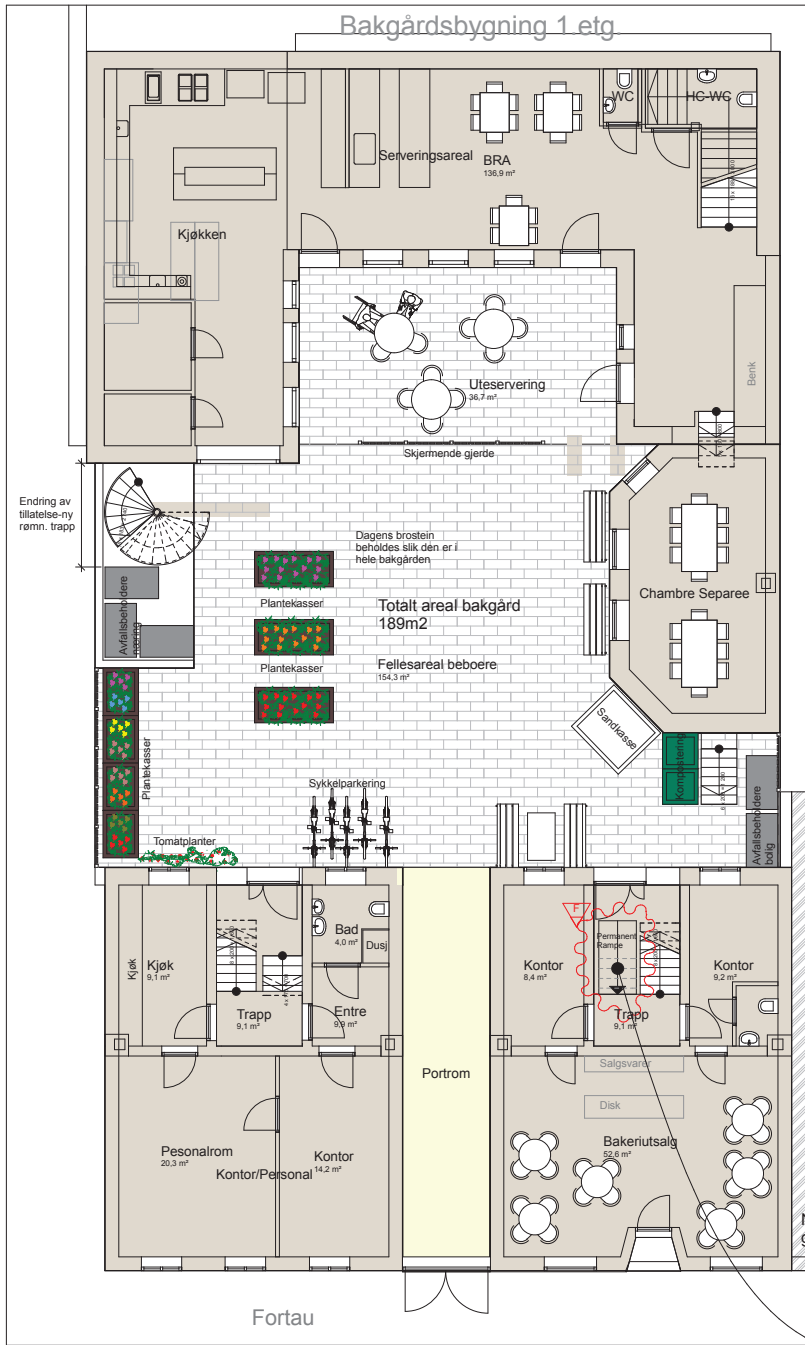 Bakgårdsbygning 1.etg.
WC
HC-WC
Serveringsareal
BRA
136,9 m²
Kjøkken
Uteservering
36,7 m²
Benk
Skjermende gjerde
Endring av
tillatelse-ny
rømn. trapp
Dagens brostein
beholdes slik den er i
hele bakgården
Avfallsbeholdere
næring
Plantekasser
Totalt areal bakgård
189m2
Chambre Separee
Plantekasser
Fellesareal beboere
154,3 m²
Sandkasse
Plantekasser
Kompostering
Sykkelparkering
Avfallsbeholdere
bolig
Tomatplanter
Kjøk
Kjøk
9,1 m²
Trapp
9,1 m²
Bad
4,0 m²
Dusj
Entre
9,9 m²
Kontor
8,4 m²
F
Permanent
Rampe
Trapp
9,1 m²
Kontor
9,2 m²
Portrom
Salgsvarer
Disk
Bakeriutsalg
52,6 m²
Pesonalrom
20,3 m²
Kontor
14,2 m²
Kontor/Personal
Fortau